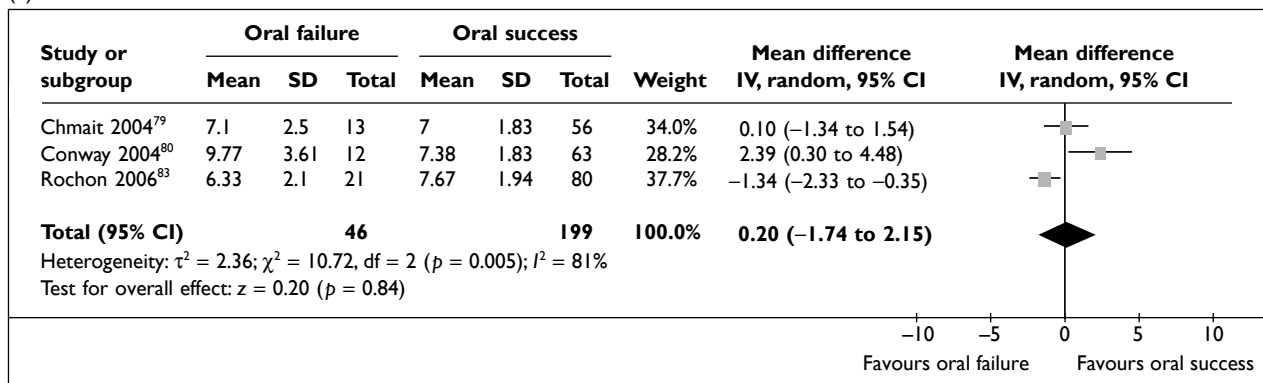 Study or subgroup Oral failure Oral success Mean difference IV, random, 95% CI Mean difference IV, random, 95% CI
Mean SD Total Mean SD Total Weight
Chmait 2004⁷⁹ 7.1 2.5 13 7 1.83 56 34.0% 0.10 (–1.34 to 1.54)
Conway 2004⁸⁰ 9.77 3.61 12 7.38 1.83 63 28.2% 2.39 (0.30 to 4.48)
Rochon 2006⁸³ 6.33 2.1 21 7.67 1.94 80 37.7% –1.34 (–2.33 to –0.35)
Total (95% CI) 46 199 100.0% 0.20 (–1.74 to 2.15)
Heterogeneity: τ² = 2.36; χ² = 10.72, df = 2 (p = 0.005); I² = 81%
Test for overall effect: z = 0.20 (p = 0.84)
–10 –5 0 5 10
Favours oral failure Favours oral success